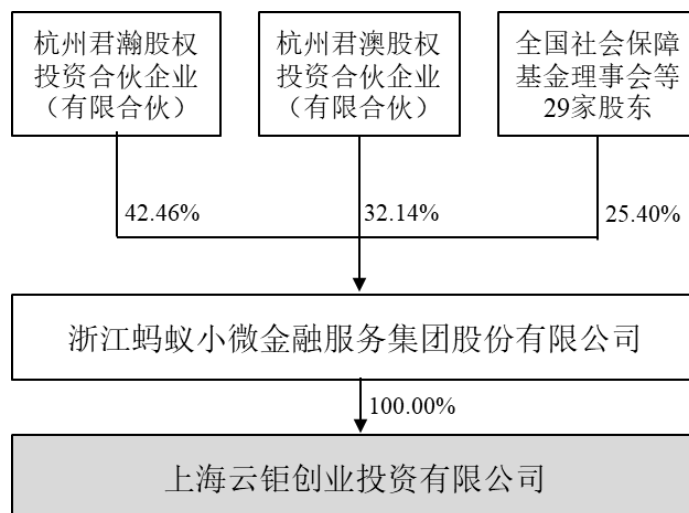 杭州君瀚股权
投资合伙企业
（有限合伙）
杭州君澳股权
投资合伙企业
（有限合伙）
全国社会保障
基金理事会等
29家股东
42.46%
32.14%
25.40%
浙江蚂蚁小微金融服务集团股份有限公司
100.00%
上海云钜创业投资有限公司